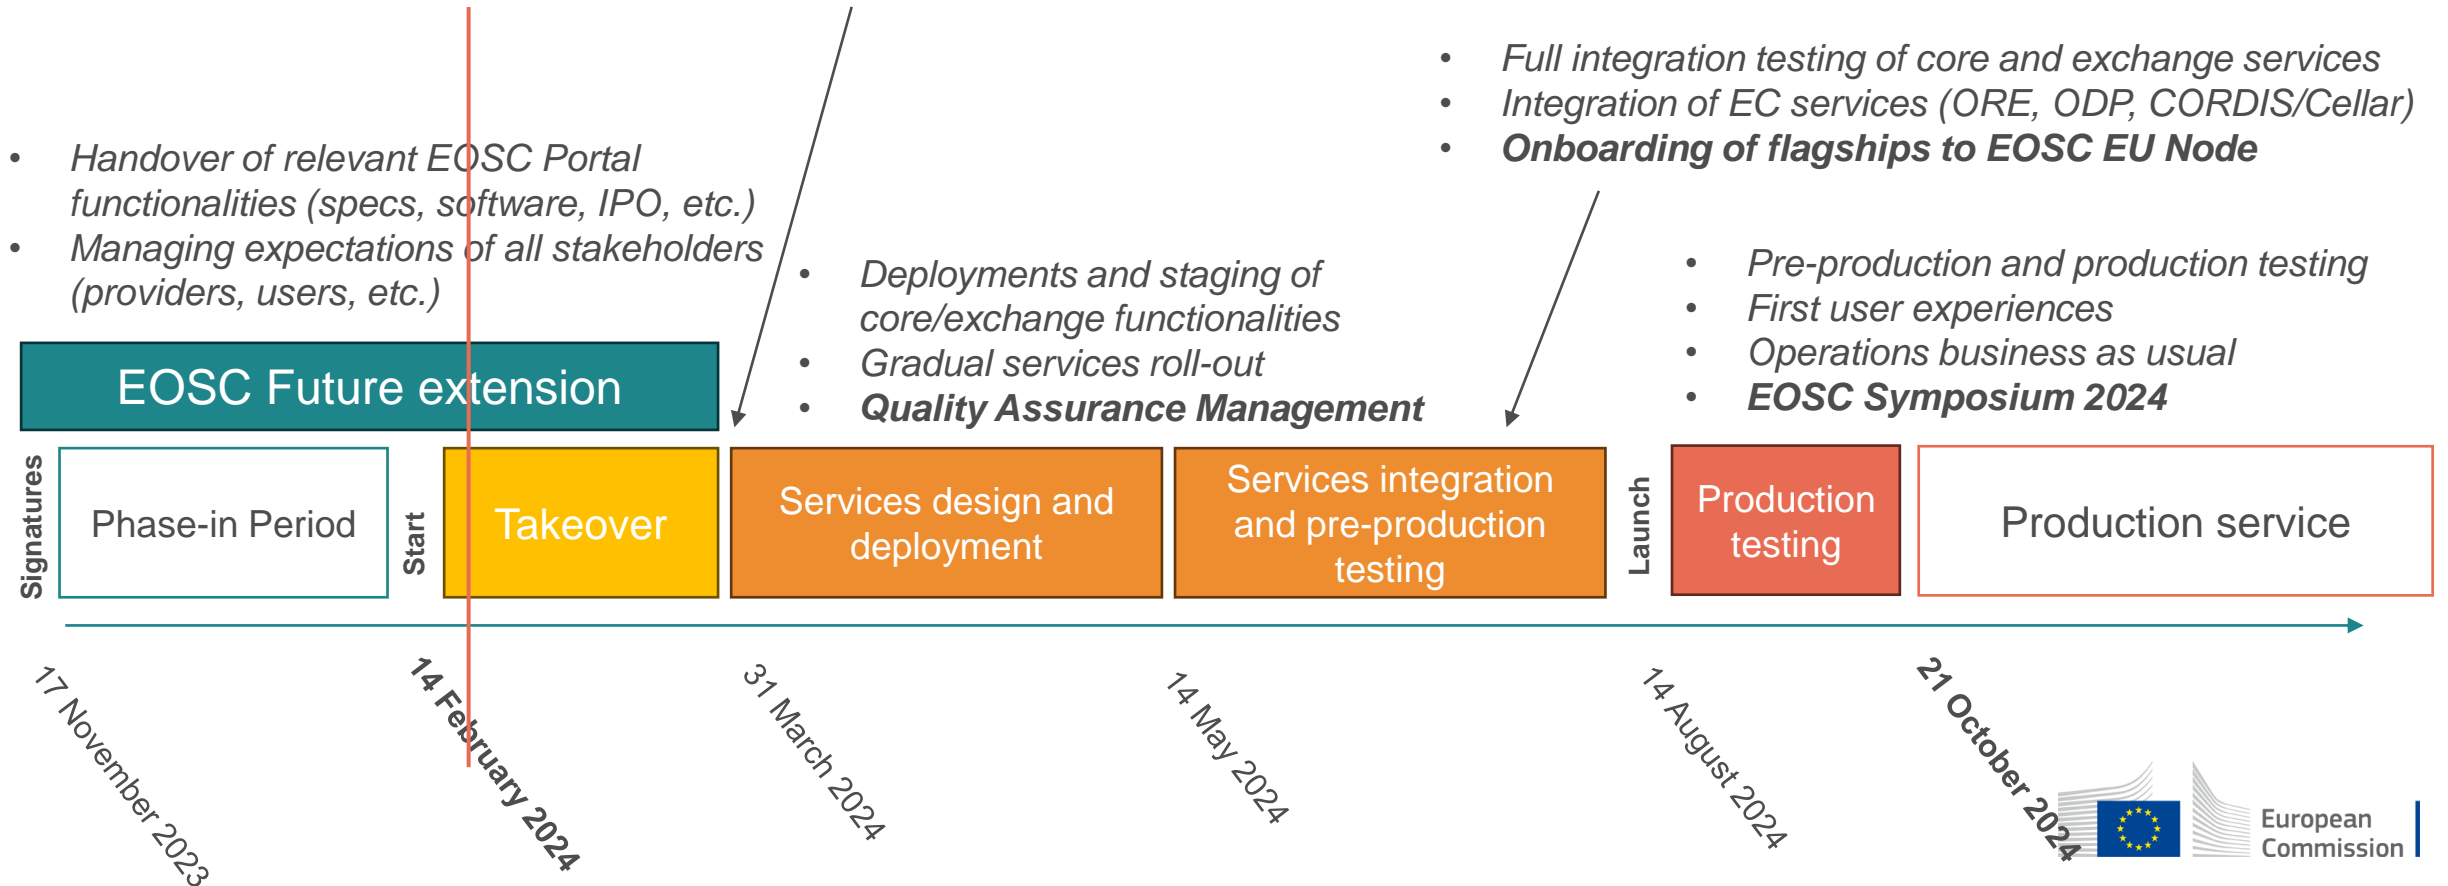 • Full integration testing of core and exchange services
• Integration of EC services (ORE, ODP, CORDIS/Cellar)
• Onboarding of flagships to EOSC EU Node
• Handover of relevant EOSC Portal
functionalities (specs, software, IPO, etc.)
• Managing expectations of all stakeholders
(providers, users, etc.)
• Deployments and staging of
core/exchange functionalities
• Gradual services roll-out
• Quality Assurance Management
• Pre-production and production testing
• First user experiences
• Operations business as usual
• EOSC Symposium 2024
EOSC Future extension
Signatures
Phase-in Period
Start
Takeover
Services design and
deployment
Services integration
and pre-production
testing
Launch
Production
testing
Production service
17 November 2023
14 February 2024
31 March 2024
14 May 2024
14 August 2024
21 October 2024
European
Commission